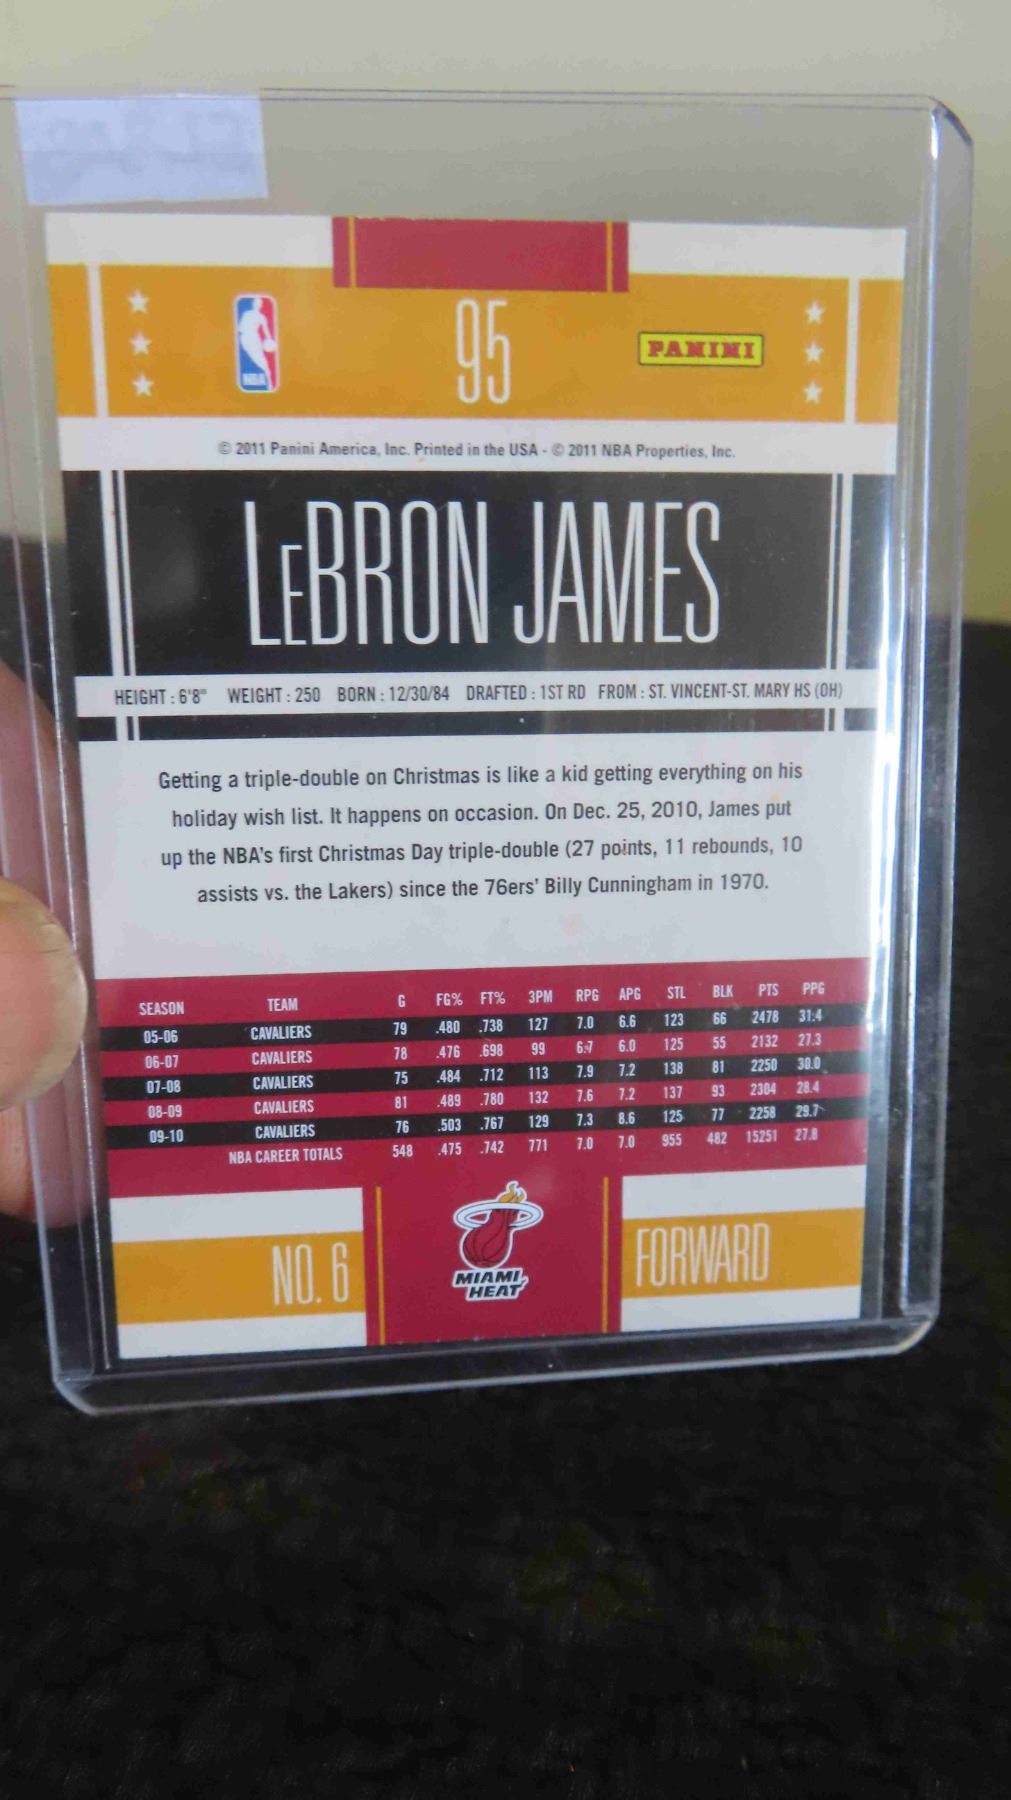 95
NBA
PANINI
© 2011 Panini America, Inc. Printed in the USA - © 2011 NBA Properties, Inc.
LeBRON JAMES
HEIGHT : 6'8" WEIGHT : 250 BORN : 12/30/84 DRAFTED : 1ST RD FROM : ST. VINCENT-ST. MARY HS (OH)
Getting a triple-double on Christmas is like a kid getting everything on his
holiday wish list. It happens on occasion. On Dec. 25, 2010, James put
up the NBA's first Christmas Day triple-double (27 points, 11 rebounds, 10
assists vs. the Lakers) since the 76ers' Billy Cunningham in 1970.
SEASON TEAM G FG% FT% 3PM RPG APG STL BLK PTS PPG
05-06 CAVALIERS 79 .480 .738 127 7.0 6.6 123 66 2478 31.4
06-07 CAVALIERS 78 .476 .698 99 6.7 6.0 125 55 2132 27.3
07-08 CAVALIERS 75 .484 .712 113 7.9 7.2 138 81 2250 30.0
08-09 CAVALIERS 81 .489 .780 132 7.6 7.2 137 93 2304 28.4
09-10 CAVALIERS 76 .503 .767 129 7.3 8.6 125 77 2258 29.7
NBA CAREER TOTALS 548 .475 .742 771 7.0 7.0 955 482 15251 27.8
NO. 6
MIAMI
HEAT
FORWARD